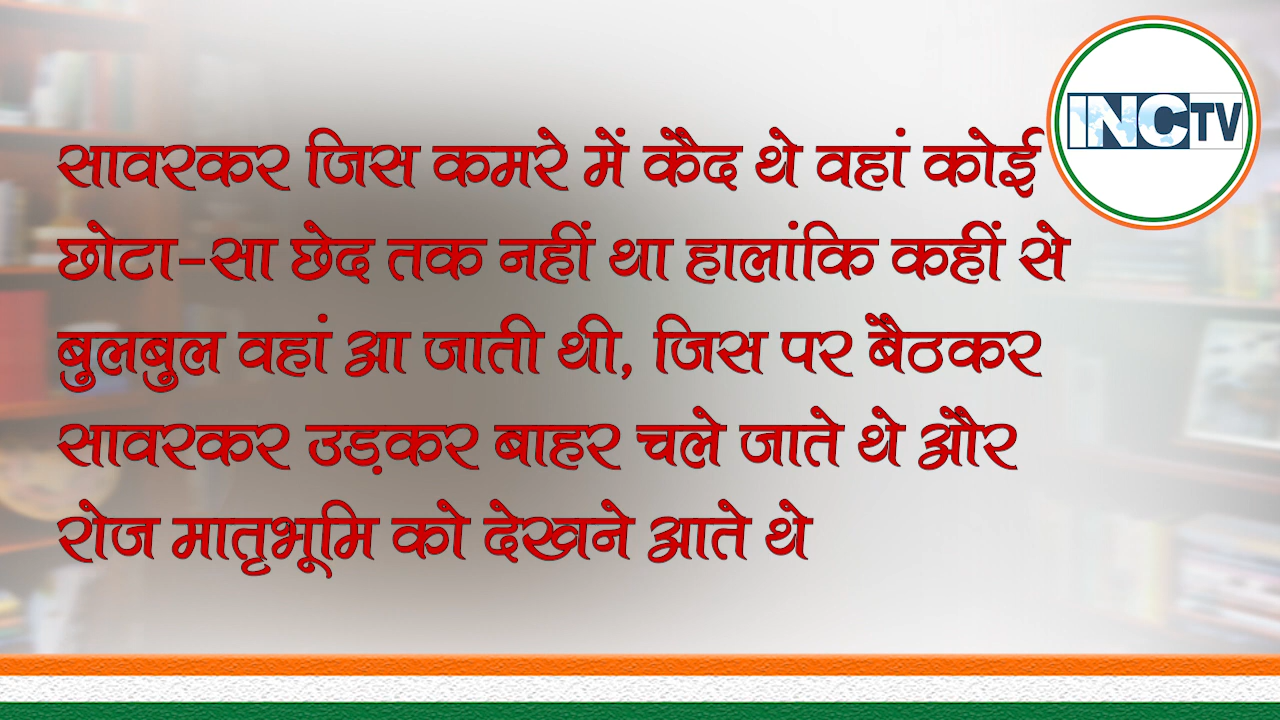 INCTV
सावरकर जिस कमरे में कैद थे वहां कोई
छोटा-सा छेद तक नहीं था हालांकि कहीं से
बुलबुल वहां आ जाती थी, जिस पर बैठकर
सावरकर उड़कर बाहर चले जाते थे और
रोज मातृभूमि को देखने आते थे